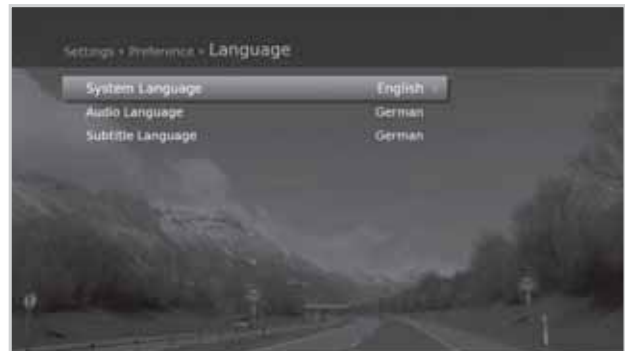 Settings • Preference • Language
System Language English
Audio Language German
Subtitle Language German